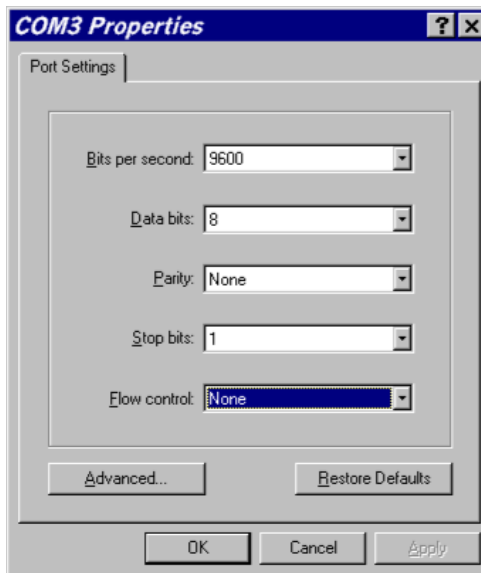 COM3 Properties
Port Settings
Bits per second: 9600
Data bits: 8
Parity: None
Stop bits: 1
Flow control: None
Advanced...
Restore Defaults
OK
Cancel
Apply